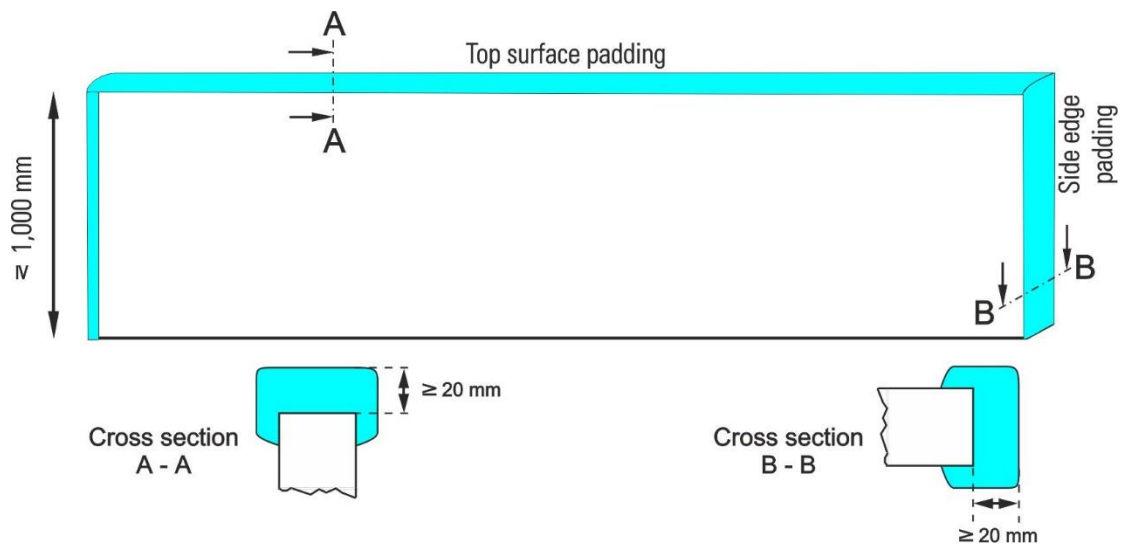 A
Top surface padding
A
≤ 1,000 mm
Side edge
padding
B
B
≥ 20 mm
Cross section
A - A
Cross section
B - B
≥ 20 mm